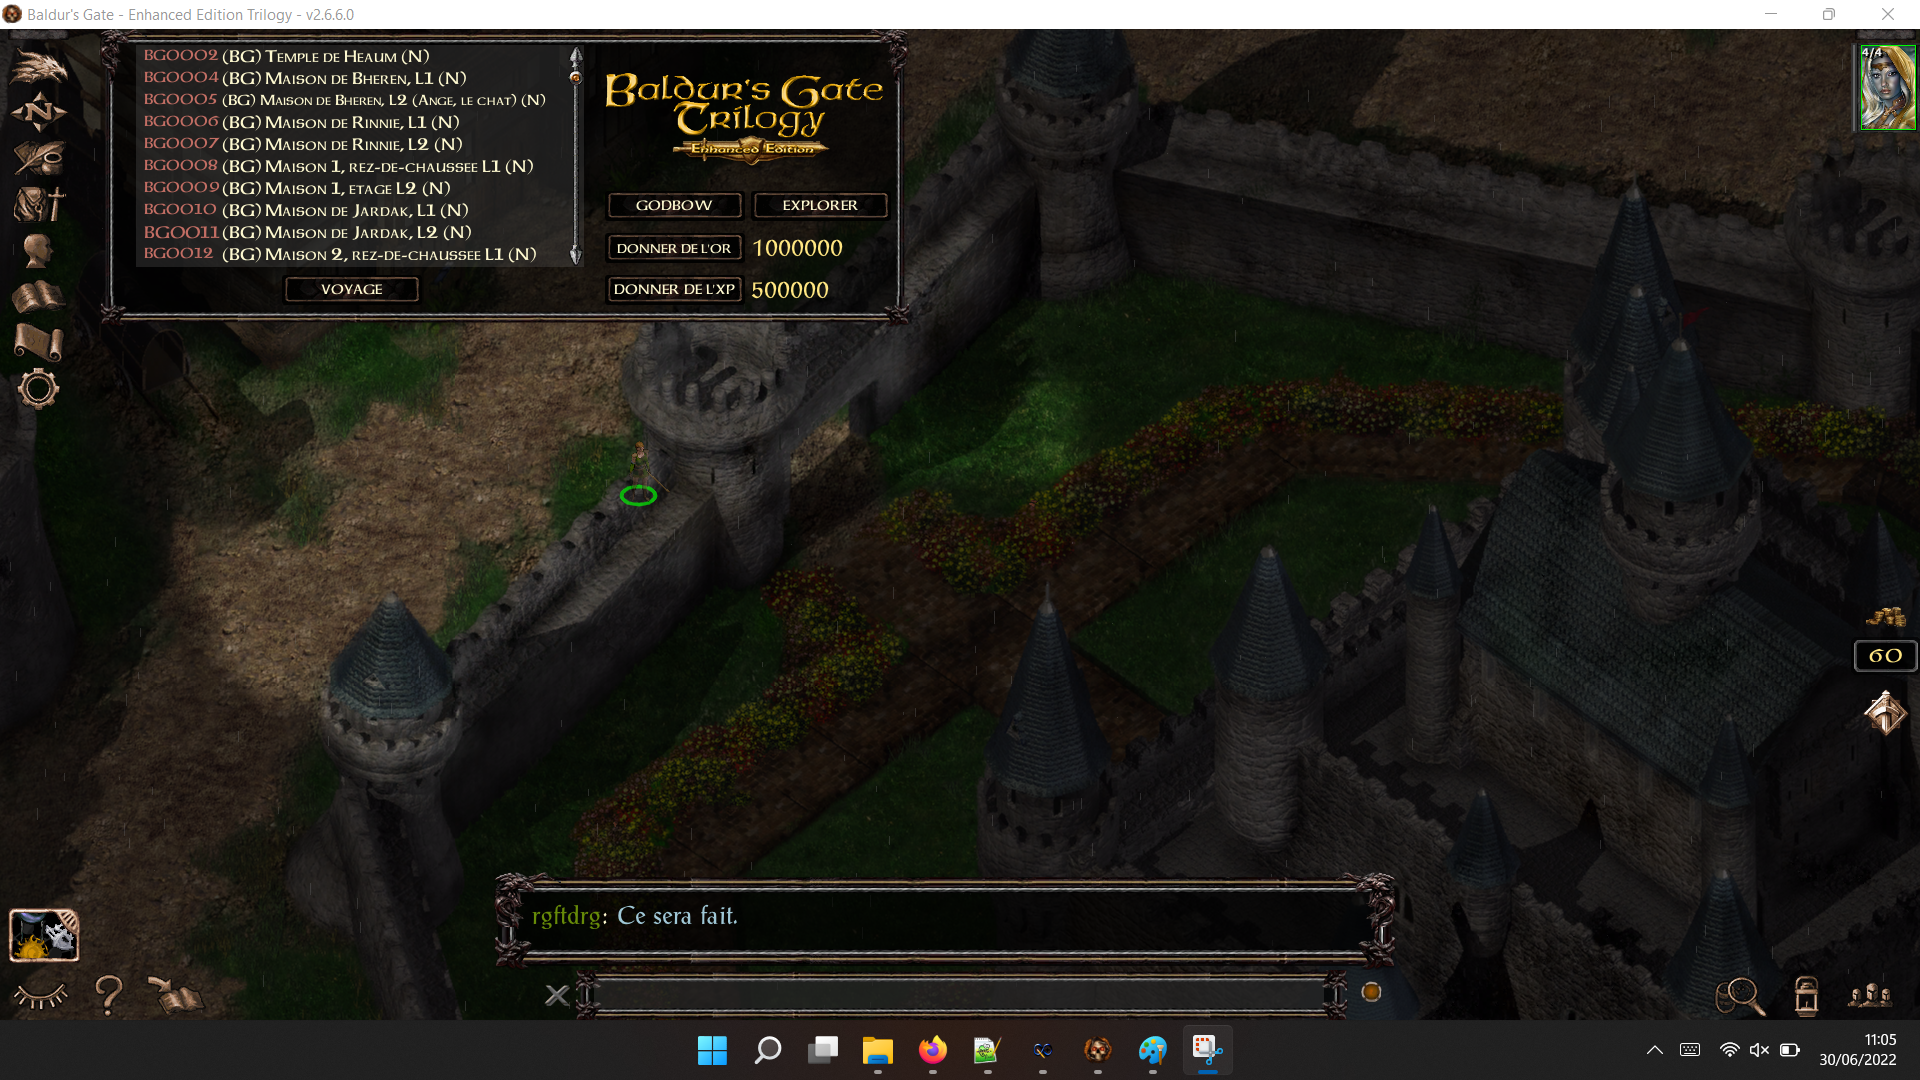 Baldur's Gate - Enhanced Edition Trilogy - v2.6.6.0
BG0002 (BG) Temple de Heaum (N)
BG0004 (BG) Maison de Bheren, L1 (N)
BG0005 (BG) Maison de Bheren, L2 (Ange, le chat) (N)
BG0006 (BG) Maison de Rinnie, L1 (N)
BG0007 (BG) Maison de Rinnie, L2 (N)
BG0008 (BG) Maison 1, rez-de-chaussee L1 (N)
BG0009 (BG) Maison 1, etage L2 (N)
BG0010 (BG) Maison de Jardak, L1 (N)
BG0011 (BG) Maison de Jardak, L2 (N)
BG0012 (BG) Maison 2, rez-de-chaussee L1 (N)
VOYAGE
Baldur's Gate
Trilogy
Enhanced Edition
GODBOW
EXPLORER
DONNER DE L'OR 1000000
DONNER DE L'XP 500000
4/4
N
60
rgftdrg: Ce sera fait.
11:05
30/06/2022